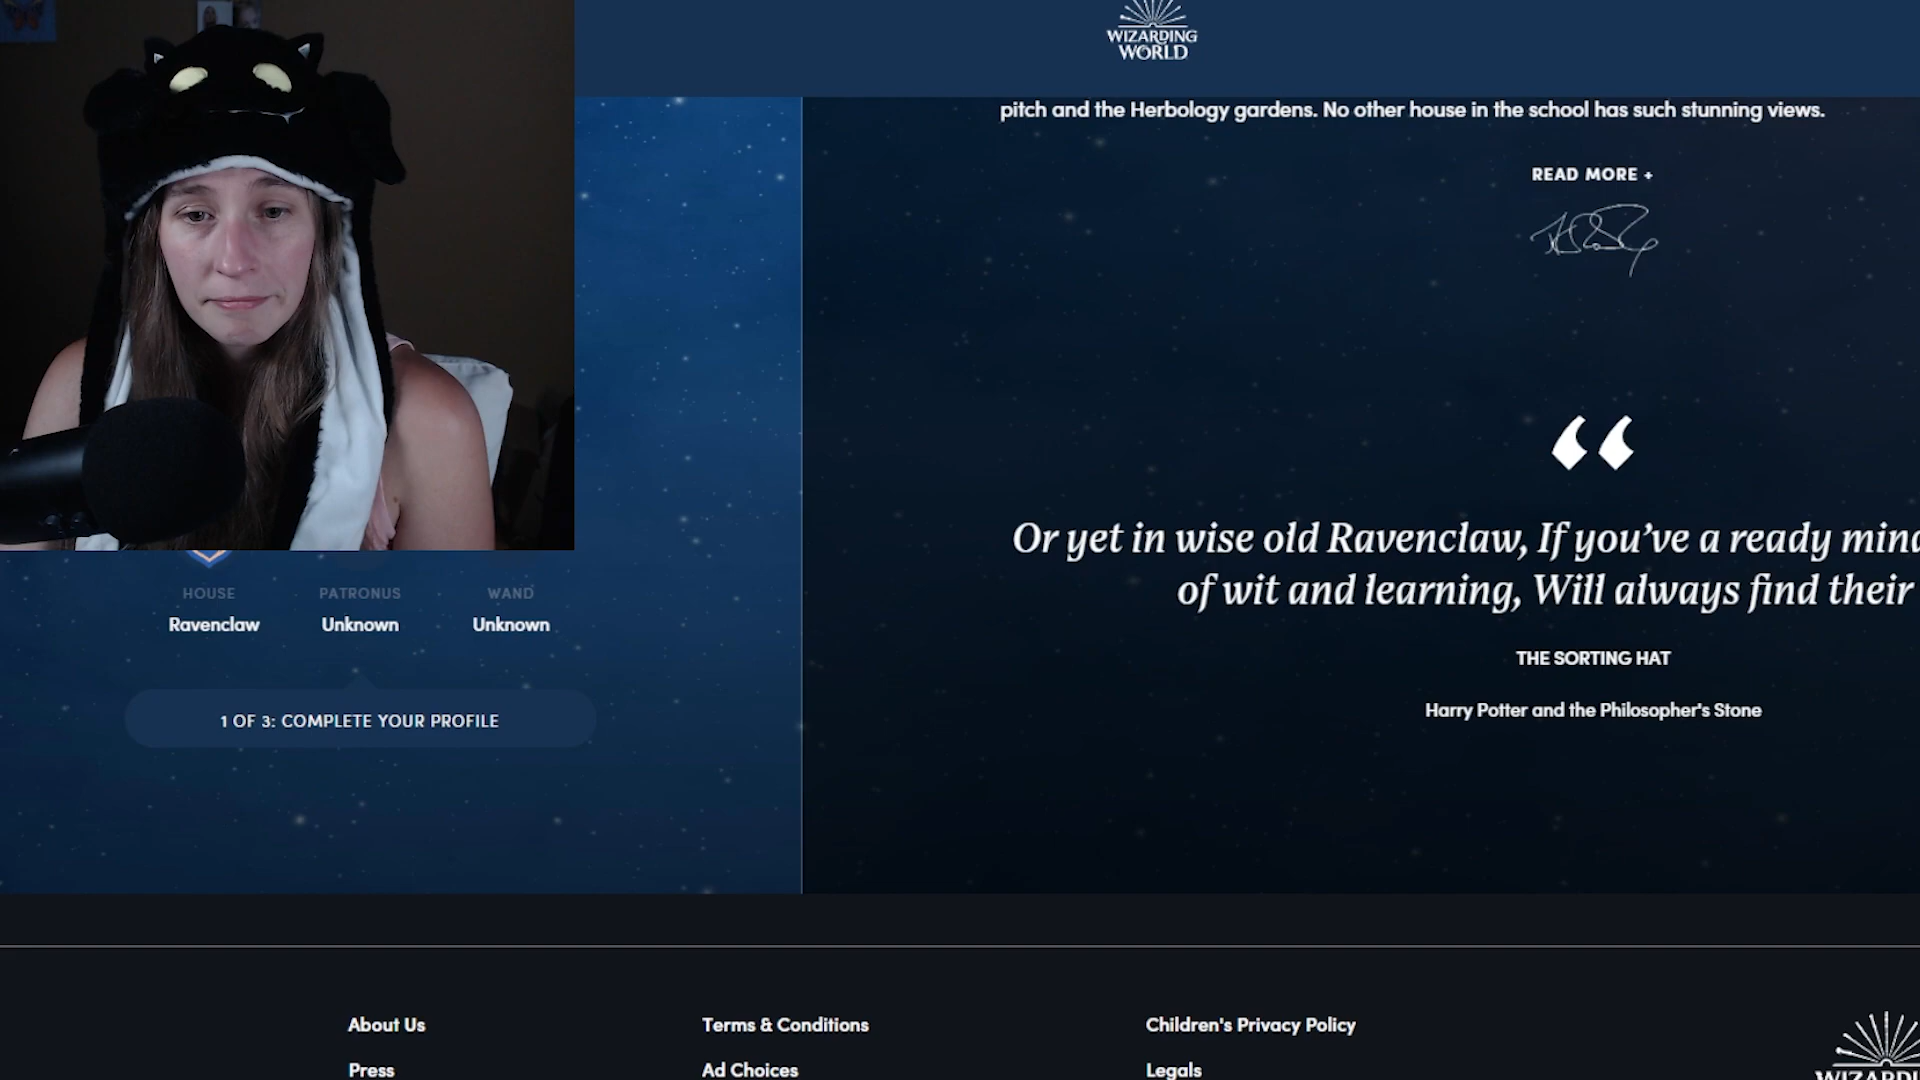 WIZARDING
WORLD
pitch and the Herbology gardens. No other house in the school has such stunning views.
READ MORE +
“
Or yet in wise old Ravenclaw, If you’ve a ready mind
of wit and learning, Will always find their
THE SORTING HAT
Harry Potter and the Philosopher's Stone
HOUSE
PATRONUS
WAND
Ravenclaw
Unknown
Unknown
1 OF 3: COMPLETE YOUR PROFILE
About Us
Terms & Conditions
Children's Privacy Policy
Press
Ad Choices
Legals